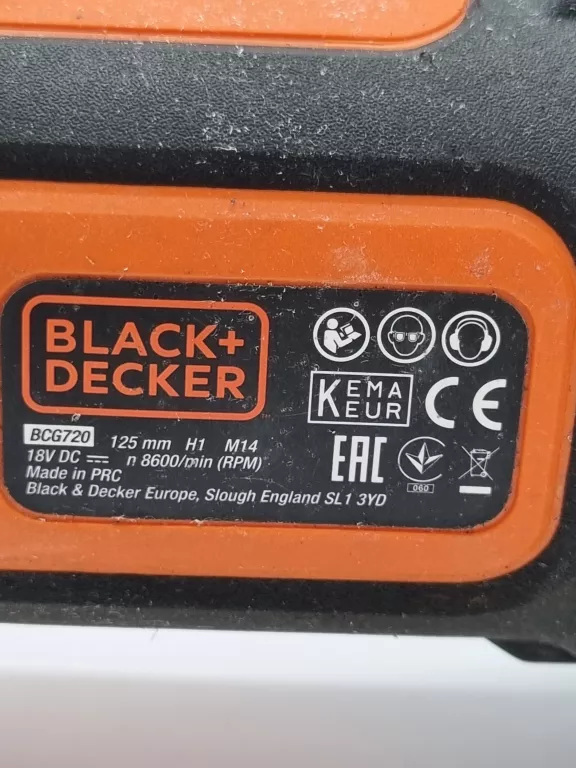 BLACK+
DECKER
KEMA
KEUR
CE
EAC
060
BCG720 125 mm H1 M14
18V DC n 8600/min (RPM)
Made in PRC
Black & Decker Europe, Slough England SL1 3YD